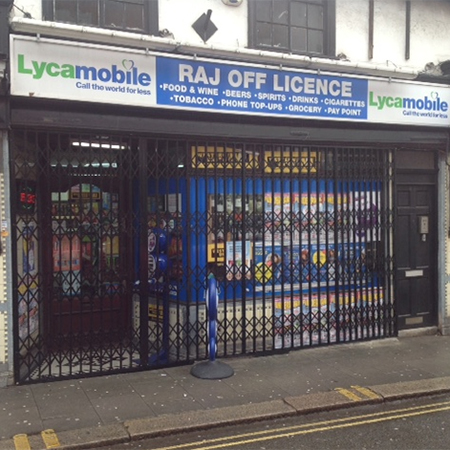 Lycamobile
Call the world for less
RAJ OFF LICENCE
•FOOD & WINE •BEERS •SPIRITS •DRINKS •CIGARETTES
•TOBACCO •PHONE TOP-UPS •GROCERY •PAY POINT
Lycamobile
Call the world for less